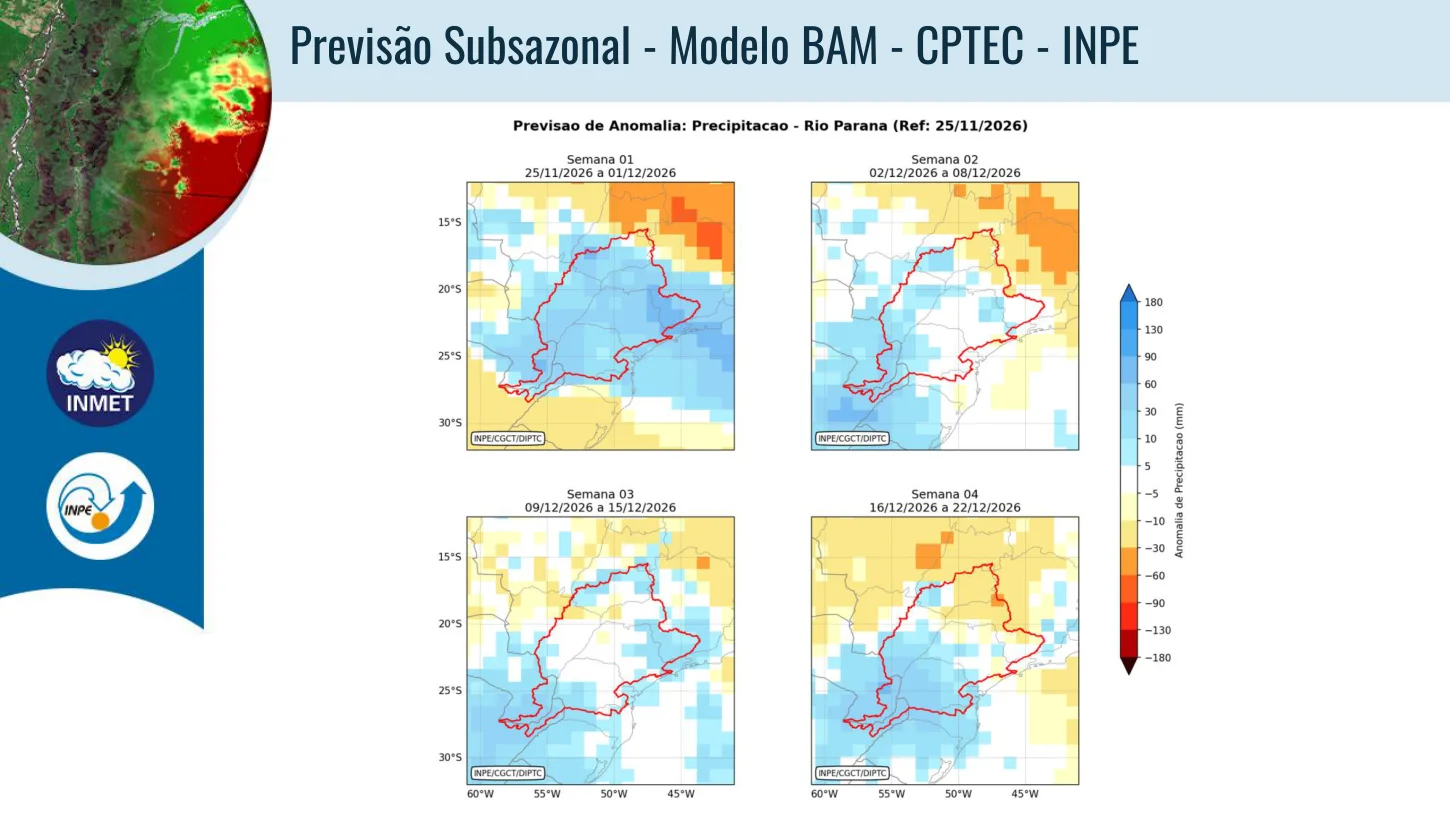 Previsão Subsazonal - Modelo BAM - CPTEC - INPE
Previsao de Anomalia: Precipitacao - Rio Parana (Ref: 25/11/2026)
Semana 01
25/11/2026 a 01/12/2026
15°S
20°S
25°S
30°S
INPE/CGCT/DIPTC
Semana 02
02/12/2026 a 08/12/2026
INPE/CGCT/DIPTC
Semana 03
09/12/2026 a 15/12/2026
15°S
20°S
25°S
30°S
INPE/CGCT/DIPTC
60°W 55°W 50°W 45°W
Semana 04
16/12/2026 a 22/12/2026
INPE/CGCT/DIPTC
60°W 55°W 50°W 45°W
180
130
90
60
30
10
5
−5
−10
−30
−60
−90
−130
−180
Anomalia de Precipitacao (mm)
INMET
INPE